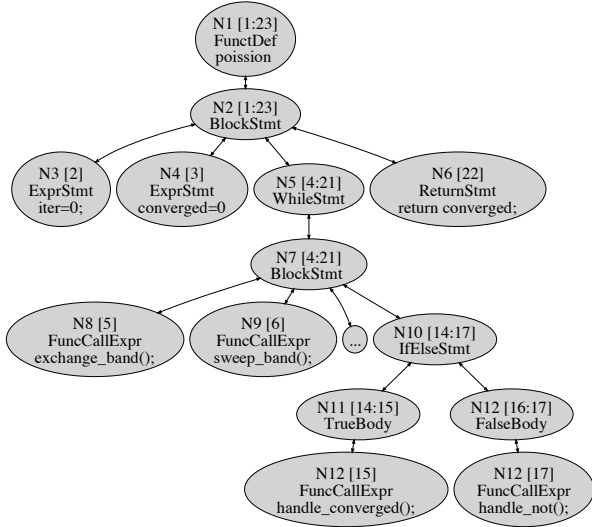 N1 [1:23]
FunctDef
poission
N2 [1:23]
BlockStmt
N3 [2]
ExprStmt
iter=0;
N4 [3]
ExprStmt
converged=0
N5 [4:21]
WhileStmt
N6 [22]
ReturnStmt
return converged;
N7 [4:21]
BlockStmt
N8 [5]
FuncCallExpr
exchange_band();
N9 [6]
FuncCallExpr
sweep_band();
...
N10 [14:17]
IfElseStmt
N11 [14:15]
TrueBody
N12 [16:17]
FalseBody
N12 [15]
FuncCallExpr
handle_converged();
N12 [17]
FuncCallExpr
handle_not();